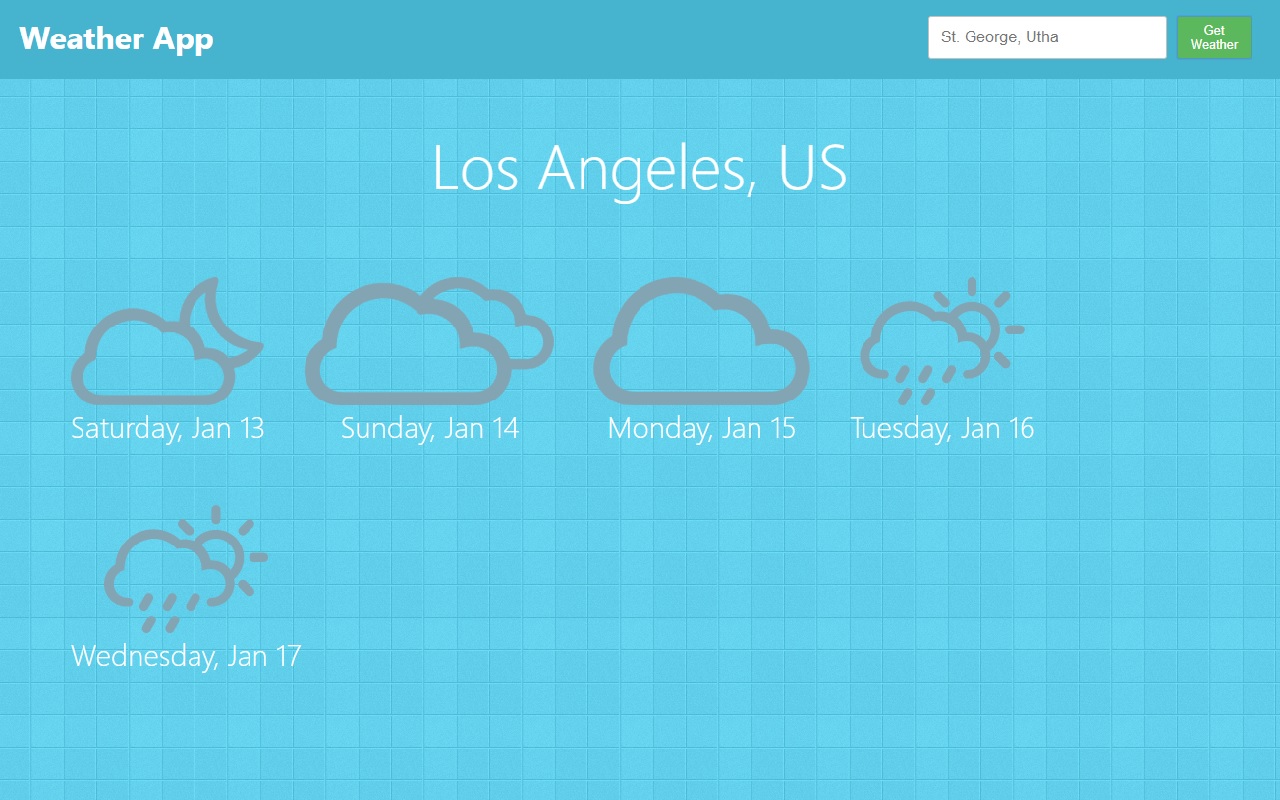 Weather App
St. George, Utha
Get
Weather
Los Angeles, US
Saturday, Jan 13
Sunday, Jan 14
Monday, Jan 15
Tuesday, Jan 16
Wednesday, Jan 17